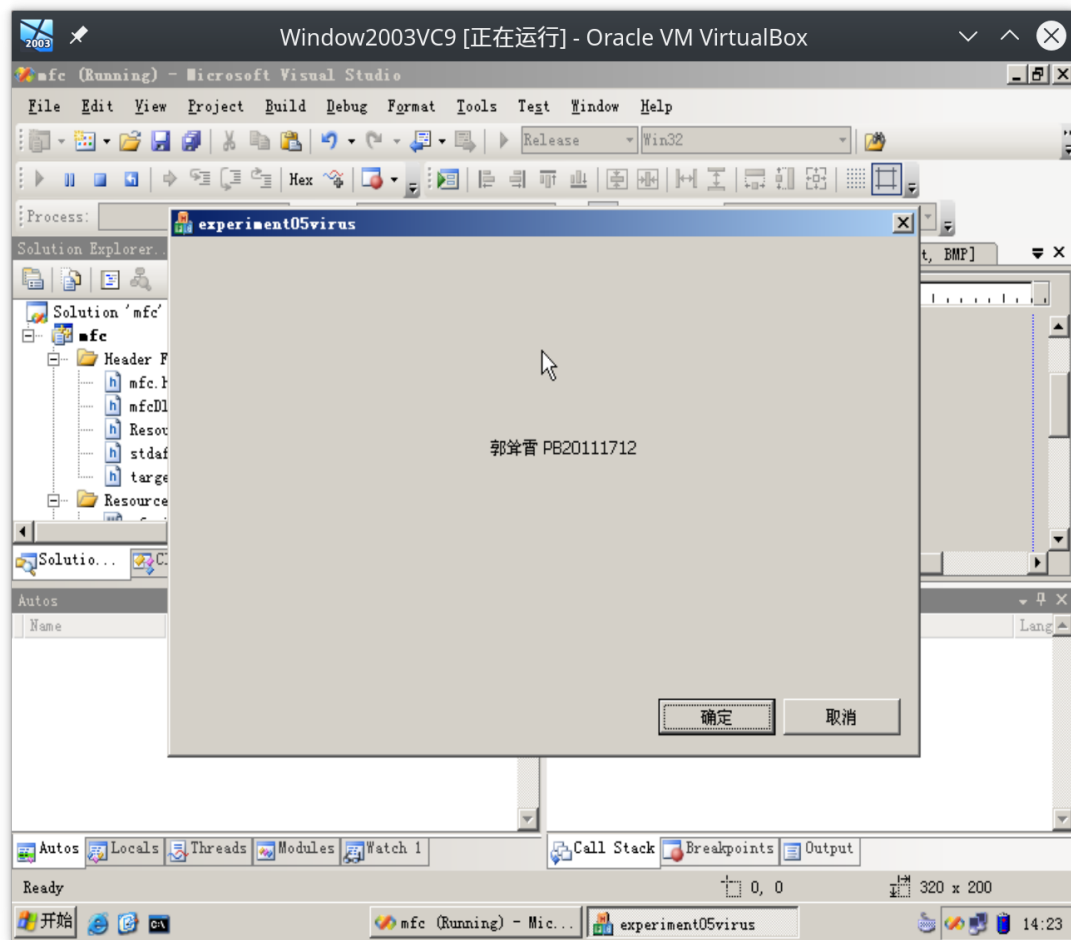 2003
Window2003VC9 [正在运行] - Oracle VM VirtualBox
mfc (Running) - Microsoft Visual Studio
File Edit View Project Build Debug Format Tools Test Window Help
Release Win32
Hex
Process:
experiment05virus
Solution Explorer...
t, BMP]
Solution 'mfc'
mfc
Header F
mfc.h
mfcDl
Resou
stdaf
targe
Resource
郭耸霄 PB20111712
Solutio... C
确定 取消
Autos
Name
Lang
Autos Locals Threads Modules Watch 1
Call Stack Breakpoints Output
Ready 0, 0 320 x 200
开始 mfc (Running) - Mic... experiment05virus 14:23